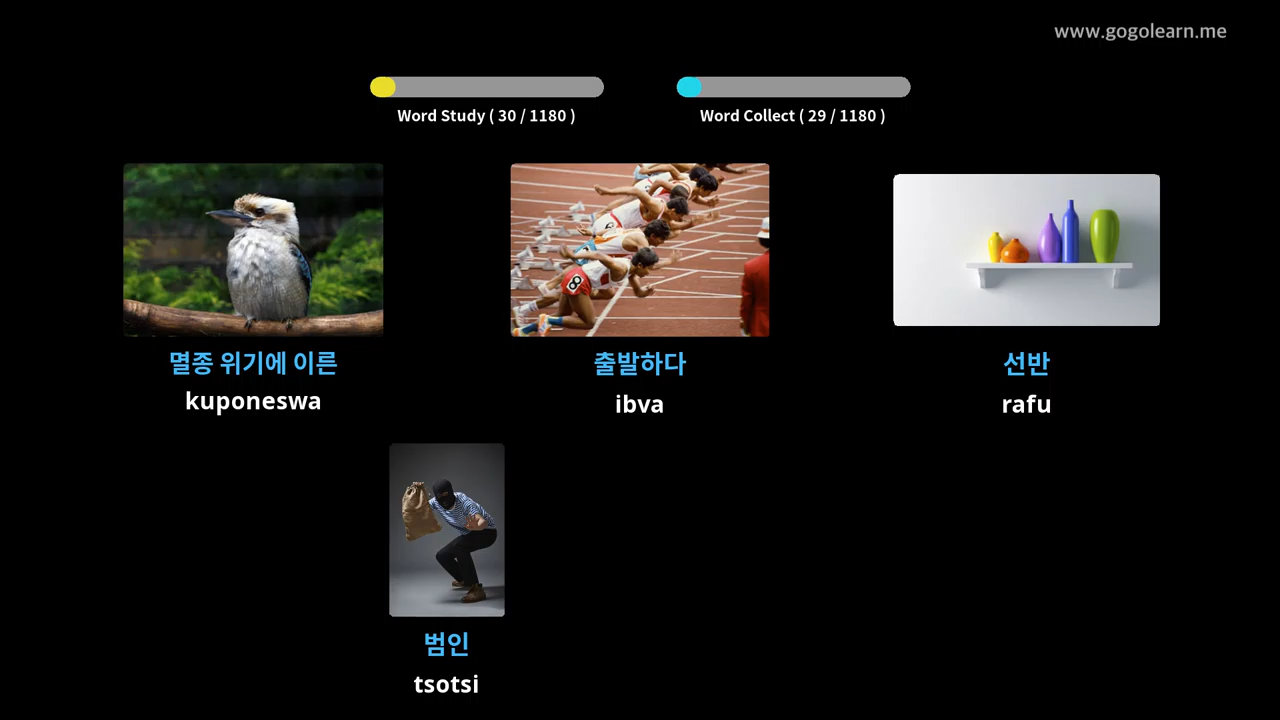 www.gogolearn.me
Word Study ( 30 / 1180 )
Word Collect ( 29 / 1180 )
멸종 위기에 이른
kuponeswa
출발하다
ibva
선반
rafu
8
범인
tsotsi